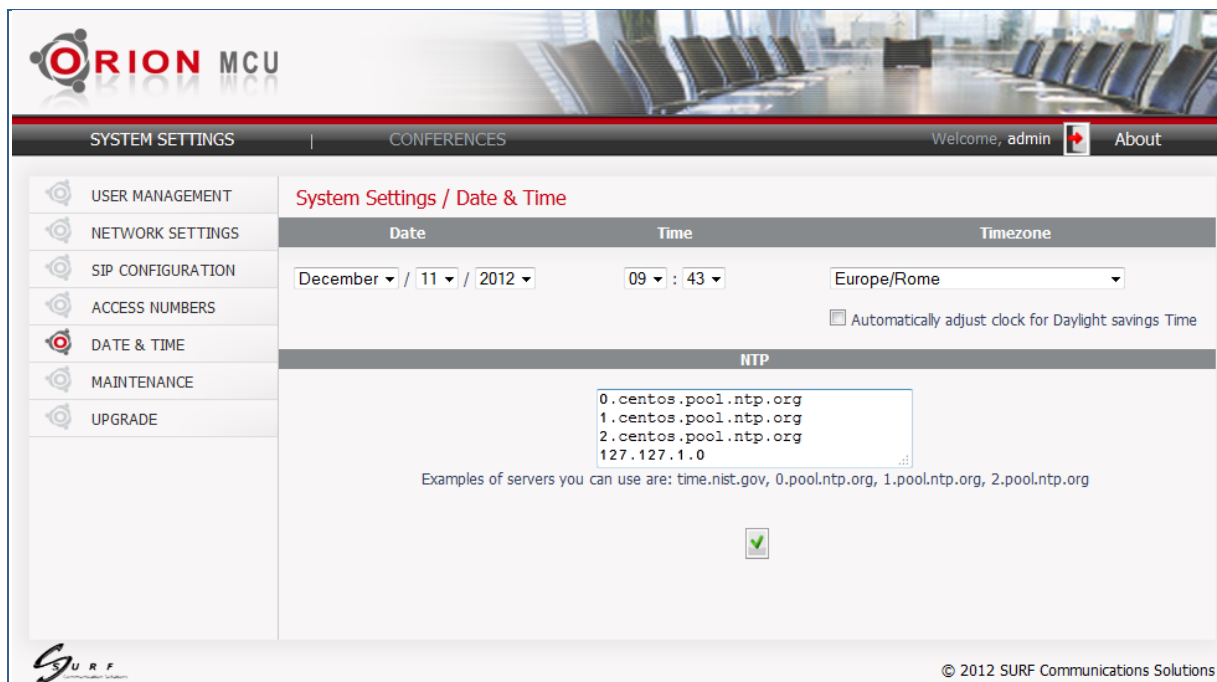 ORION MCU
SYSTEM SETTINGS | CONFERENCES Welcome, admin About
USER MANAGEMENT
NETWORK SETTINGS
SIP CONFIGURATION
ACCESS NUMBERS
DATE & TIME
MAINTENANCE
UPGRADE
System Settings / Date & Time
Date Time Timezone
December / 11 / 2012 09 : 43 Europe/Rome
Automatically adjust clock for Daylight savings Time
NTP
0.centos.pool.ntp.org
1.centos.pool.ntp.org
2.centos.pool.ntp.org
127.127.1.0
Examples of servers you can use are: time.nist.gov, 0.pool.ntp.org, 1.pool.ntp.org, 2.pool.ntp.org
SURF
Communication Solutions
© 2012 SURF Communications Solutions